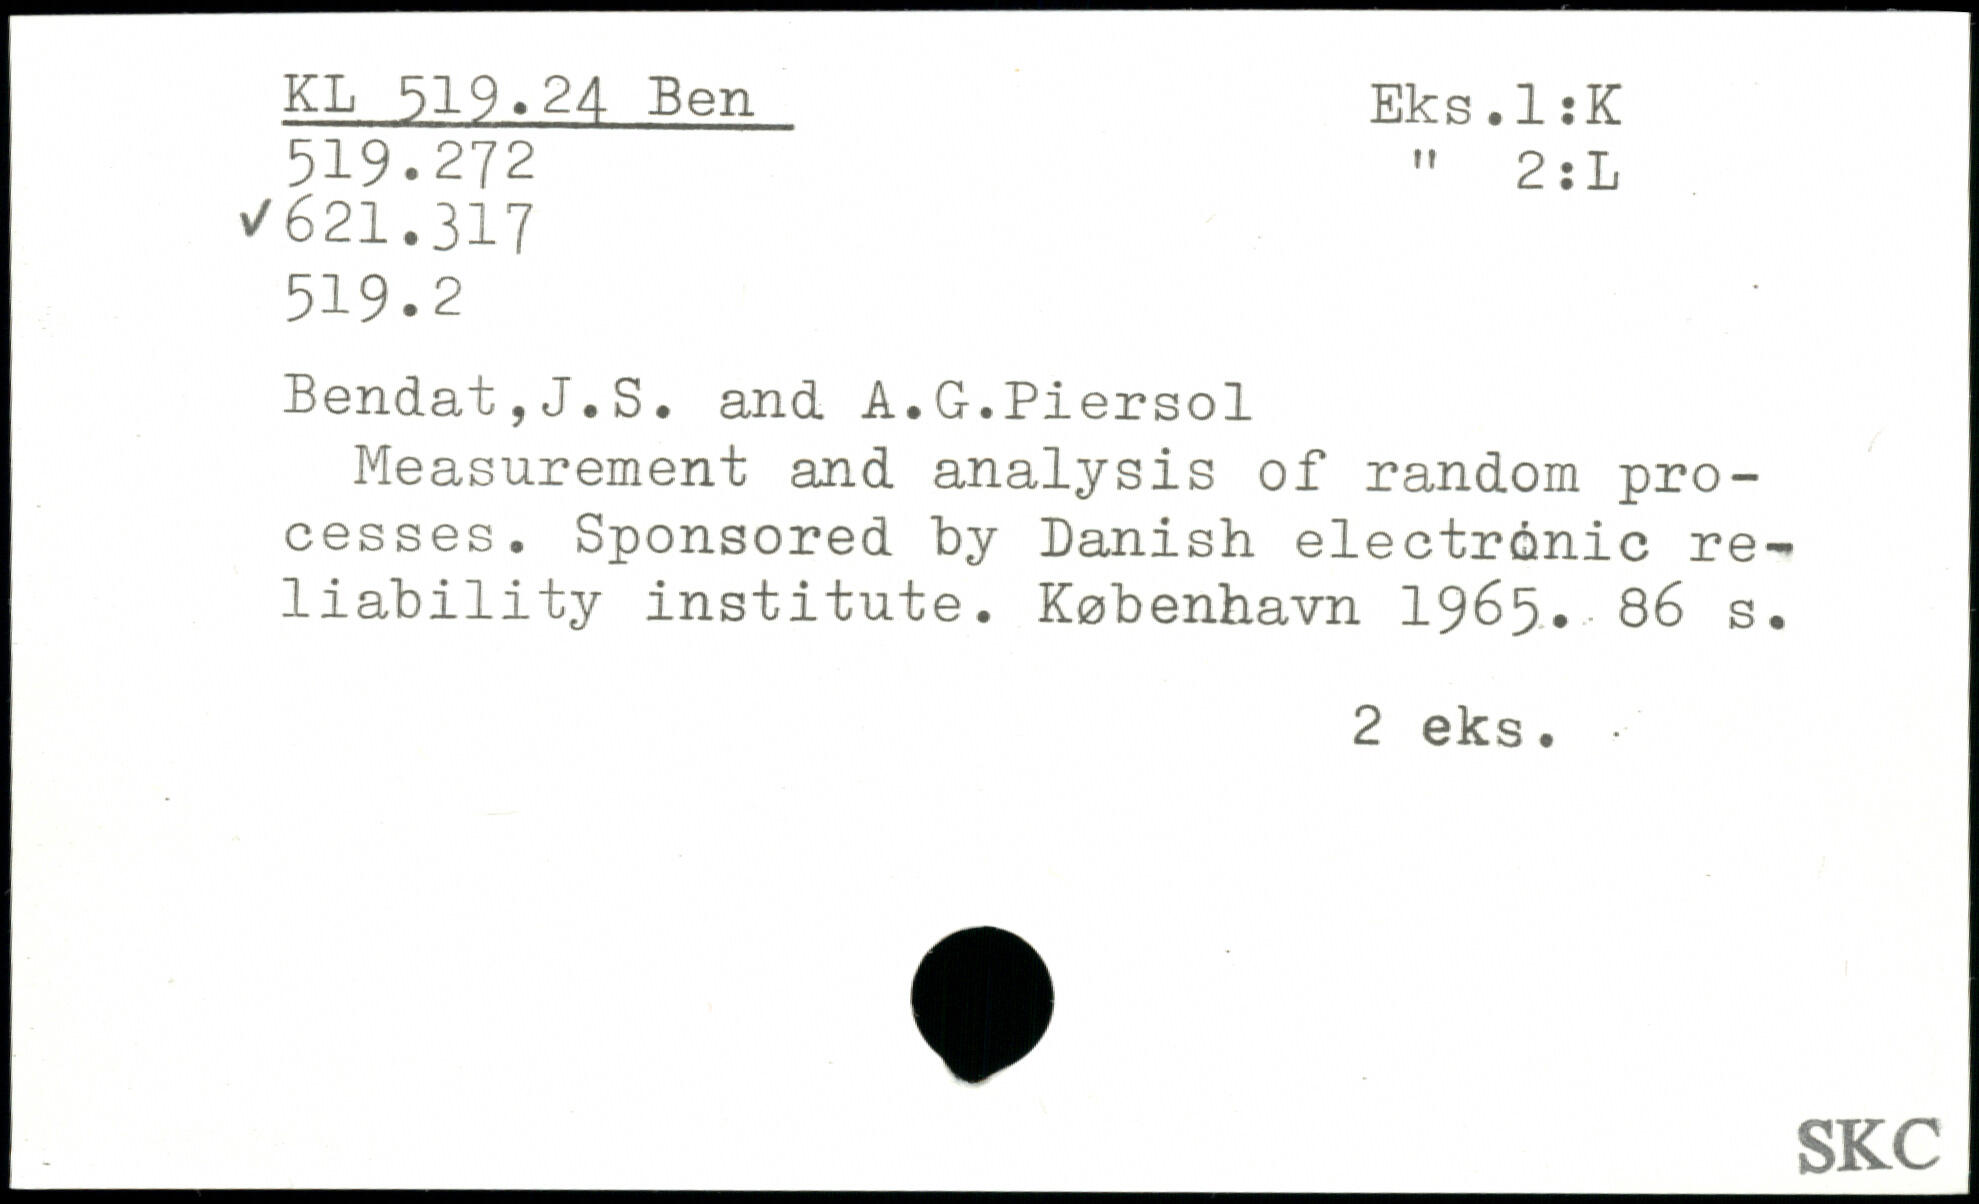 KL 519.24 Ben
Eks.1:K
519.272
" 2:L
✓621.317
519.2
Bendat,J.S. and A.G.Piersol
Measurement and analysis of random pro-
cesses. Sponsored by Danish electronic re-
liability institute. København 1965. 86 s.
2 eks.
SKC